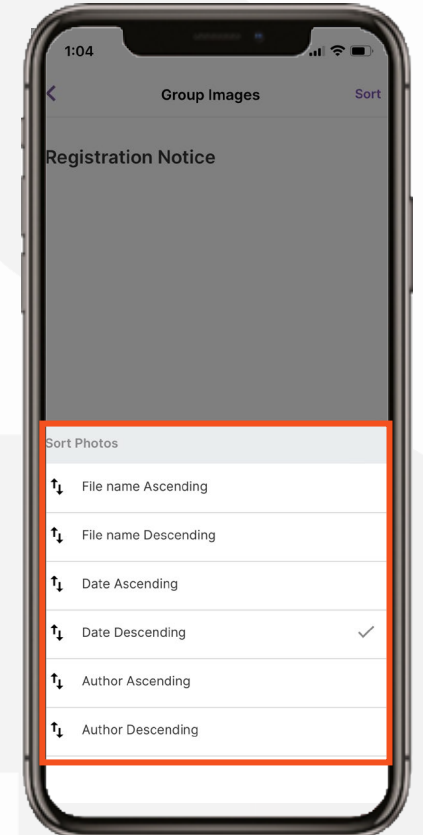 1:04
Group Images
Sort
Registration Notice
Sort Photos
File name Ascending
File name Descending
Date Ascending
Date Descending
Author Ascending
Author Descending